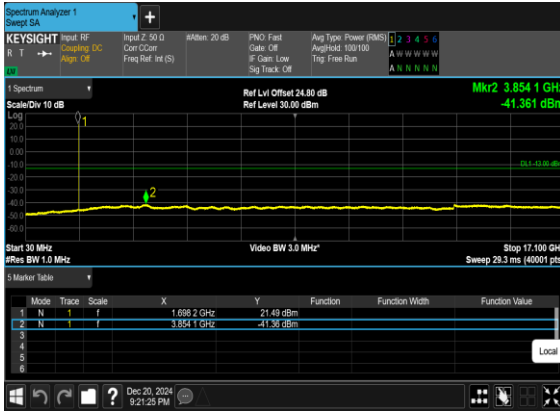 Spectrum Analyzer 1
Swept SA
+
KEYSIGHT Input: RF Input Z: 50 Ω #Atten: 20 dB PNO: Fast Avg Type: Power (RMS) 1 2 3 4 5 6
R T Coupling: DC Corr CCorr Gate: Off Avg|Hold: 100/100 A W W W W W
Align: Off Freq Ref: Int (S) IF Gain: Low Trig: Free Run
Sig Track: Off A N N N N N
1 Spectrum Ref Lvl Offset 24.80 dB Mkr2 3.854 1 GHz
Scale/Div 10 dB Ref Level 30.00 dBm -41.361 dBm
Log
20.0
10.0
0.00
-10.0
-20.0
-30.0
-40.0
-50.0
-60.0
1
2
DL1 -13.00 dBm
Start 30 MHz Video BW 3.0 MHz* Stop 17.100 GHz
#Res BW 1.0 MHz Sweep 29.3 ms (40001 pts)
5 Marker Table
Mode Trace Scale X Y Function Function Width Function Value
1 N 1 f 1.698 2 GHz 21.49 dBm
2 N 1 f 3.854 1 GHz -41.36 dBm
3
4
5
6
Local
? Dec 20, 2024
9:21:25 PM